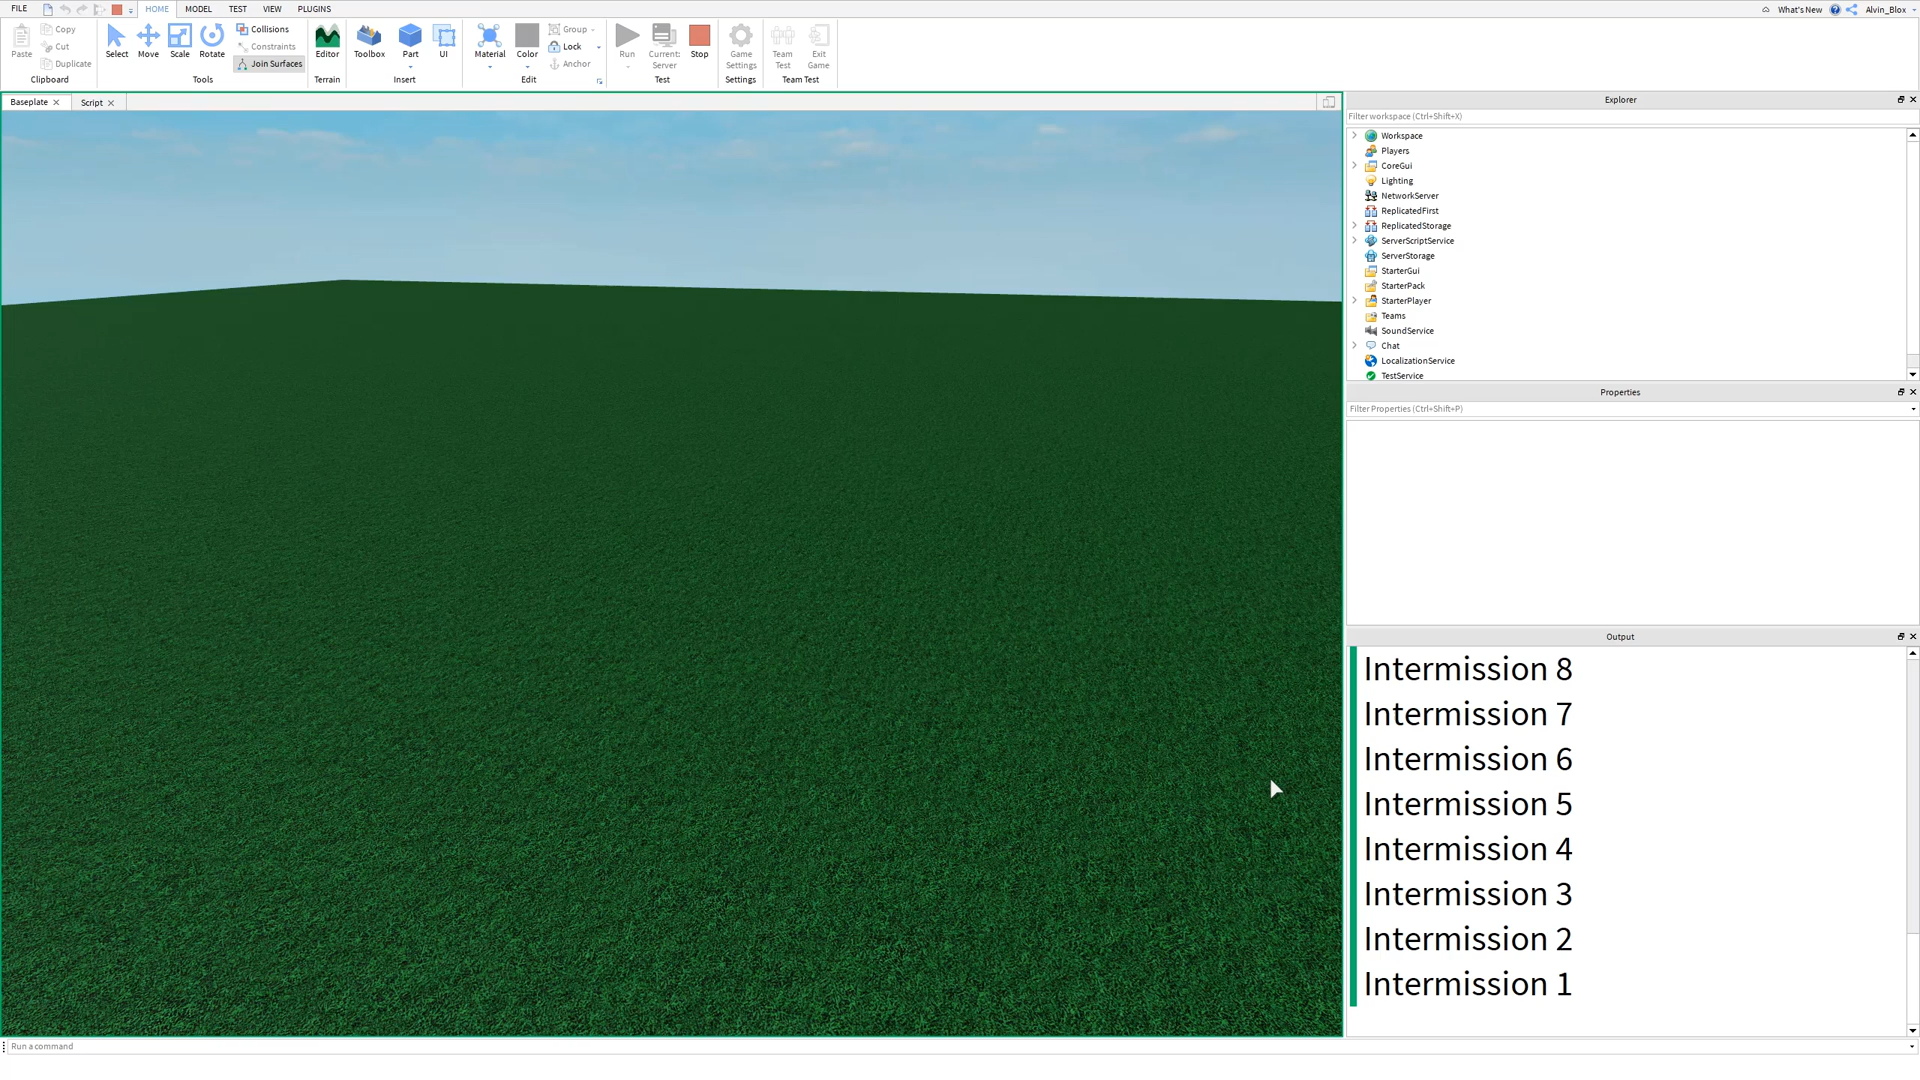 FILE HOME MODEL TEST VIEW PLUGINS What's New Alvin_Blox
Paste Copy Cut Duplicate
Clipboard
Select Move Scale Rotate Collisions Constraints Join Surfaces
Tools
Editor
Terrain
Toolbox Part UI
Insert
Material Color Group Lock Anchor
Edit
Run Current: Server Stop
Test
Game Settings
Settings
Team Test Exit Game
Team Test
Baseplate Script
Explorer
Filter workspace (Ctrl+Shift+X)
Workspace
Players
CoreGui
Lighting
NetworkServer
ReplicatedFirst
ReplicatedStorage
ServerScriptService
ServerStorage
StarterGui
StarterPack
StarterPlayer
Teams
SoundService
Chat
LocalizationService
TestService
Properties
Filter Properties (Ctrl+Shift+P)
Output
Intermission 8
Intermission 7
Intermission 6
Intermission 5
Intermission 4
Intermission 3
Intermission 2
Intermission 1
Run a command